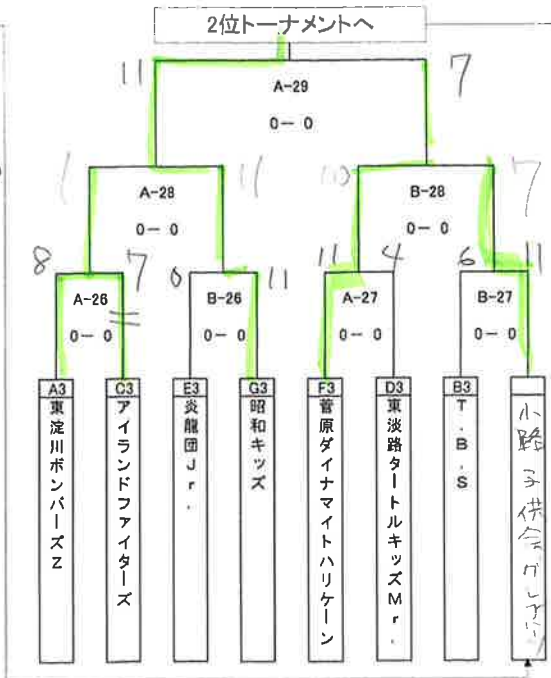 2位トーナメントへ
11 7
A-29
0- 0
11 10 7
A-28 B-28
0- 0 0- 0
8 7 0 11 11 4 6 11
A-26 B-26 A-27 B-27
0- 0 0- 0 0- 0 0- 0
A3 C3 E3 G3 F3 D3 B3
東淀川ボンバーズZ
アイランドファイターズ
炎龍団Jr.
昭和キッズ
菅原ダイナマイトハリケーン
東淡路タートルキッズMr.
T.B.S
小路子供会